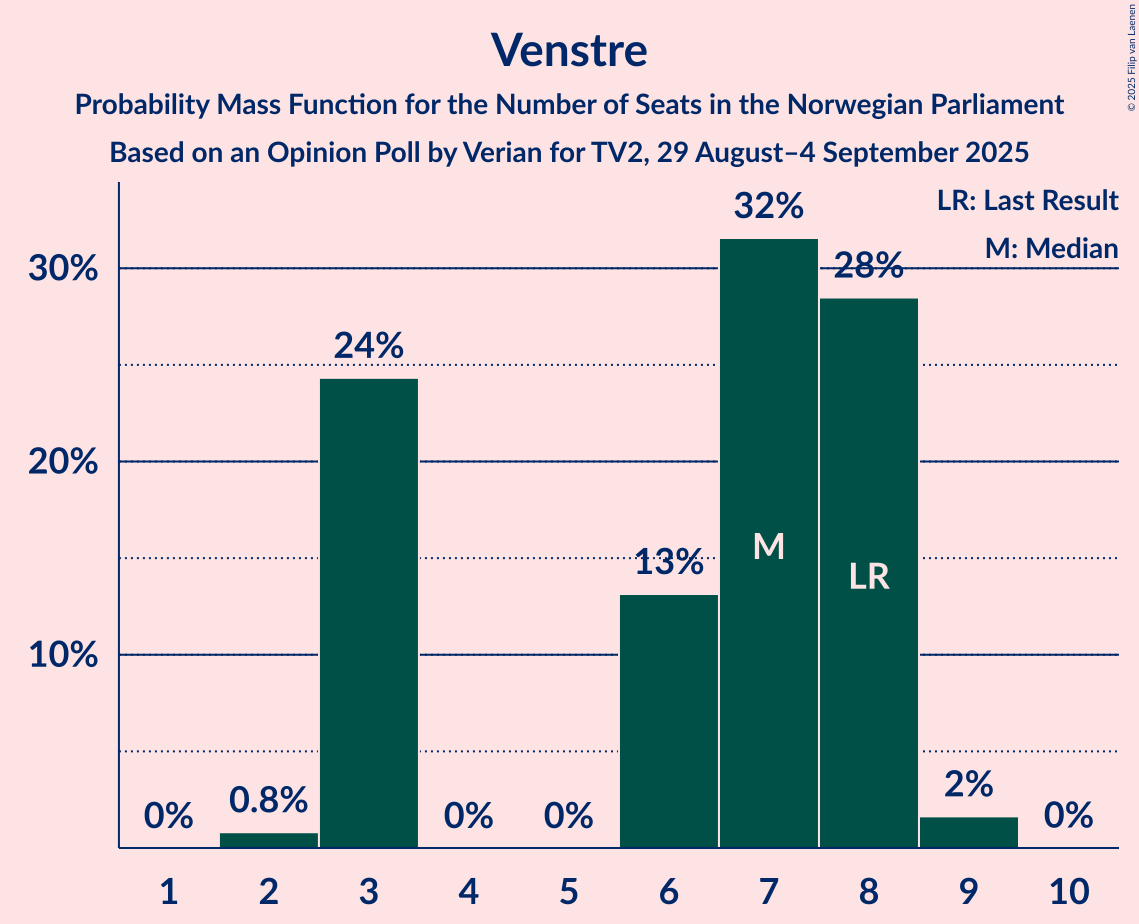 Venstre
Probability Mass Function for the Number of Seats in the Norwegian Parliament
Based on an Opinion Poll by Verian for TV2, 29 August–4 September 2025
© 2025 Filip van Laenen
LR: Last Result
M: Median
30%
20%
10%
0%
0.8%
24%
0%
0%
13%
32%
28%
2%
0%
M
LR
1 2 3 4 5 6 7 8 9 10